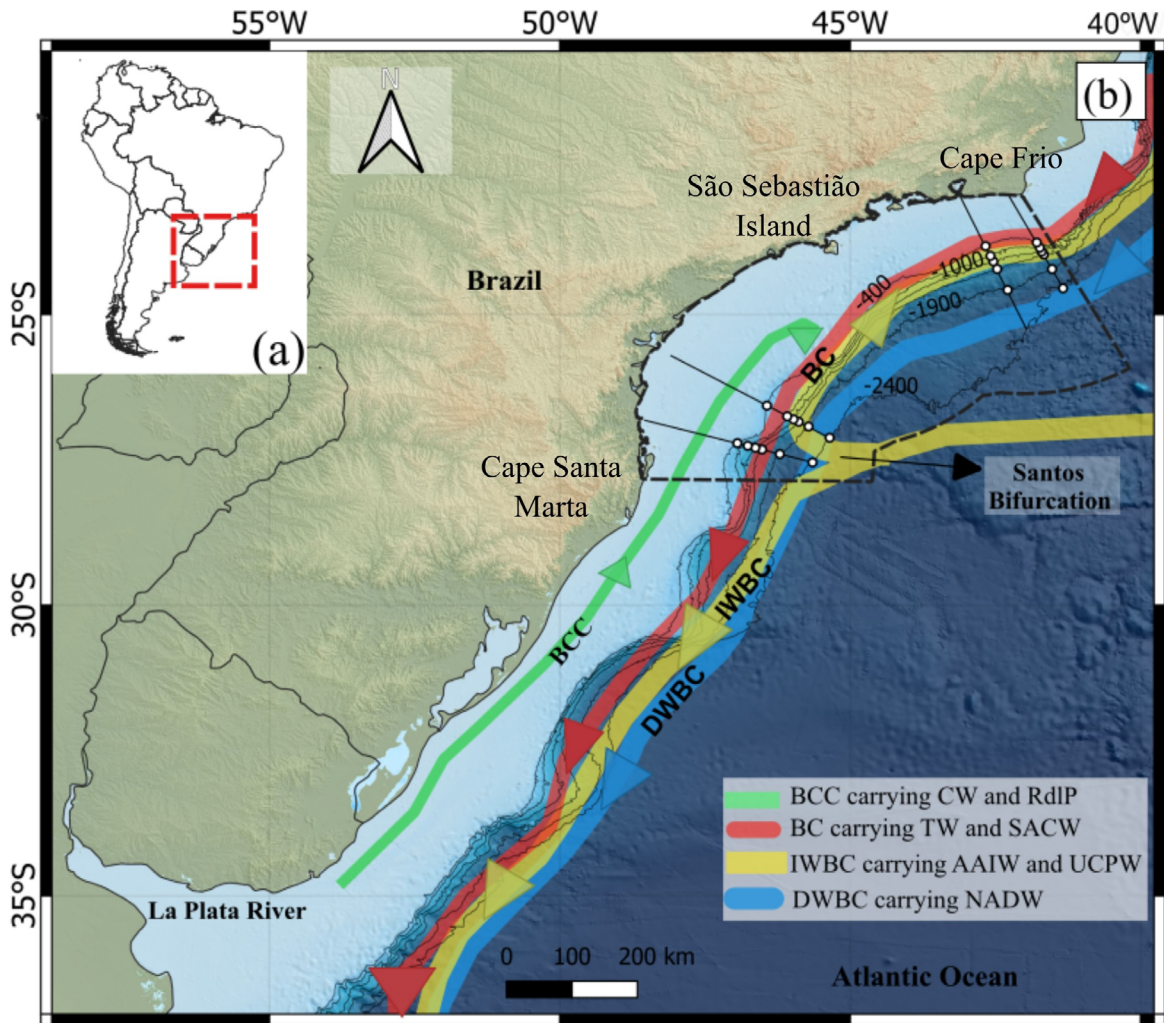 55°W
50°W
45°W
40°W
N
(b)
Cape Frio
São Sebastião
Island
Brazil
-1000
-400
25°S
-1900
(a)
BC
-2400
Cape Santa
Marta
Santos
Bifurcation
IWBC
30°S
BCC
DWBC
BCC carrying CW and RdlP
BC carrying TW and SACW
IWBC carrying AAIW and UCPW
DWBC carrying NADW
35°S
La Plata River
0 100 200 km
Atlantic Ocean